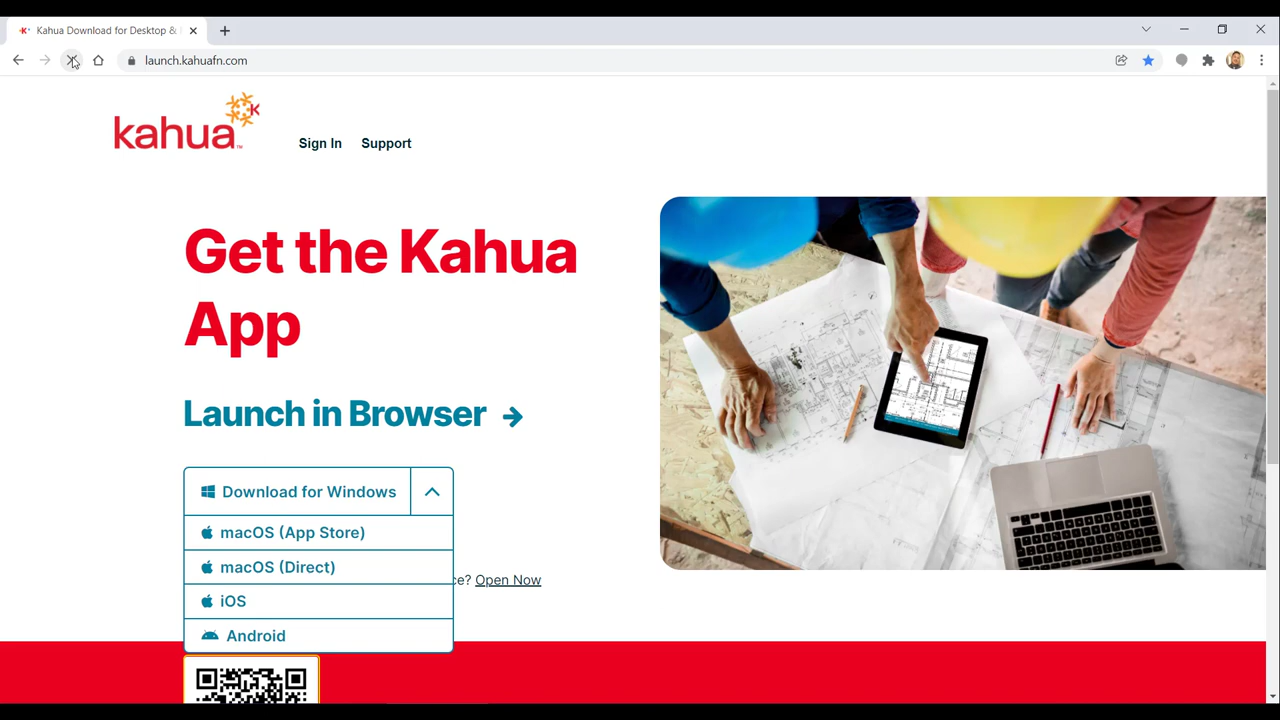 Kahua Download for Desktop &
launch.kahuafn.com
kahua
Sign In
Support
Get the Kahua
App
Launch in Browser →
Download for Windows
macOS (App Store)
macOS (Direct)
ce? Open Now
iOS
Android